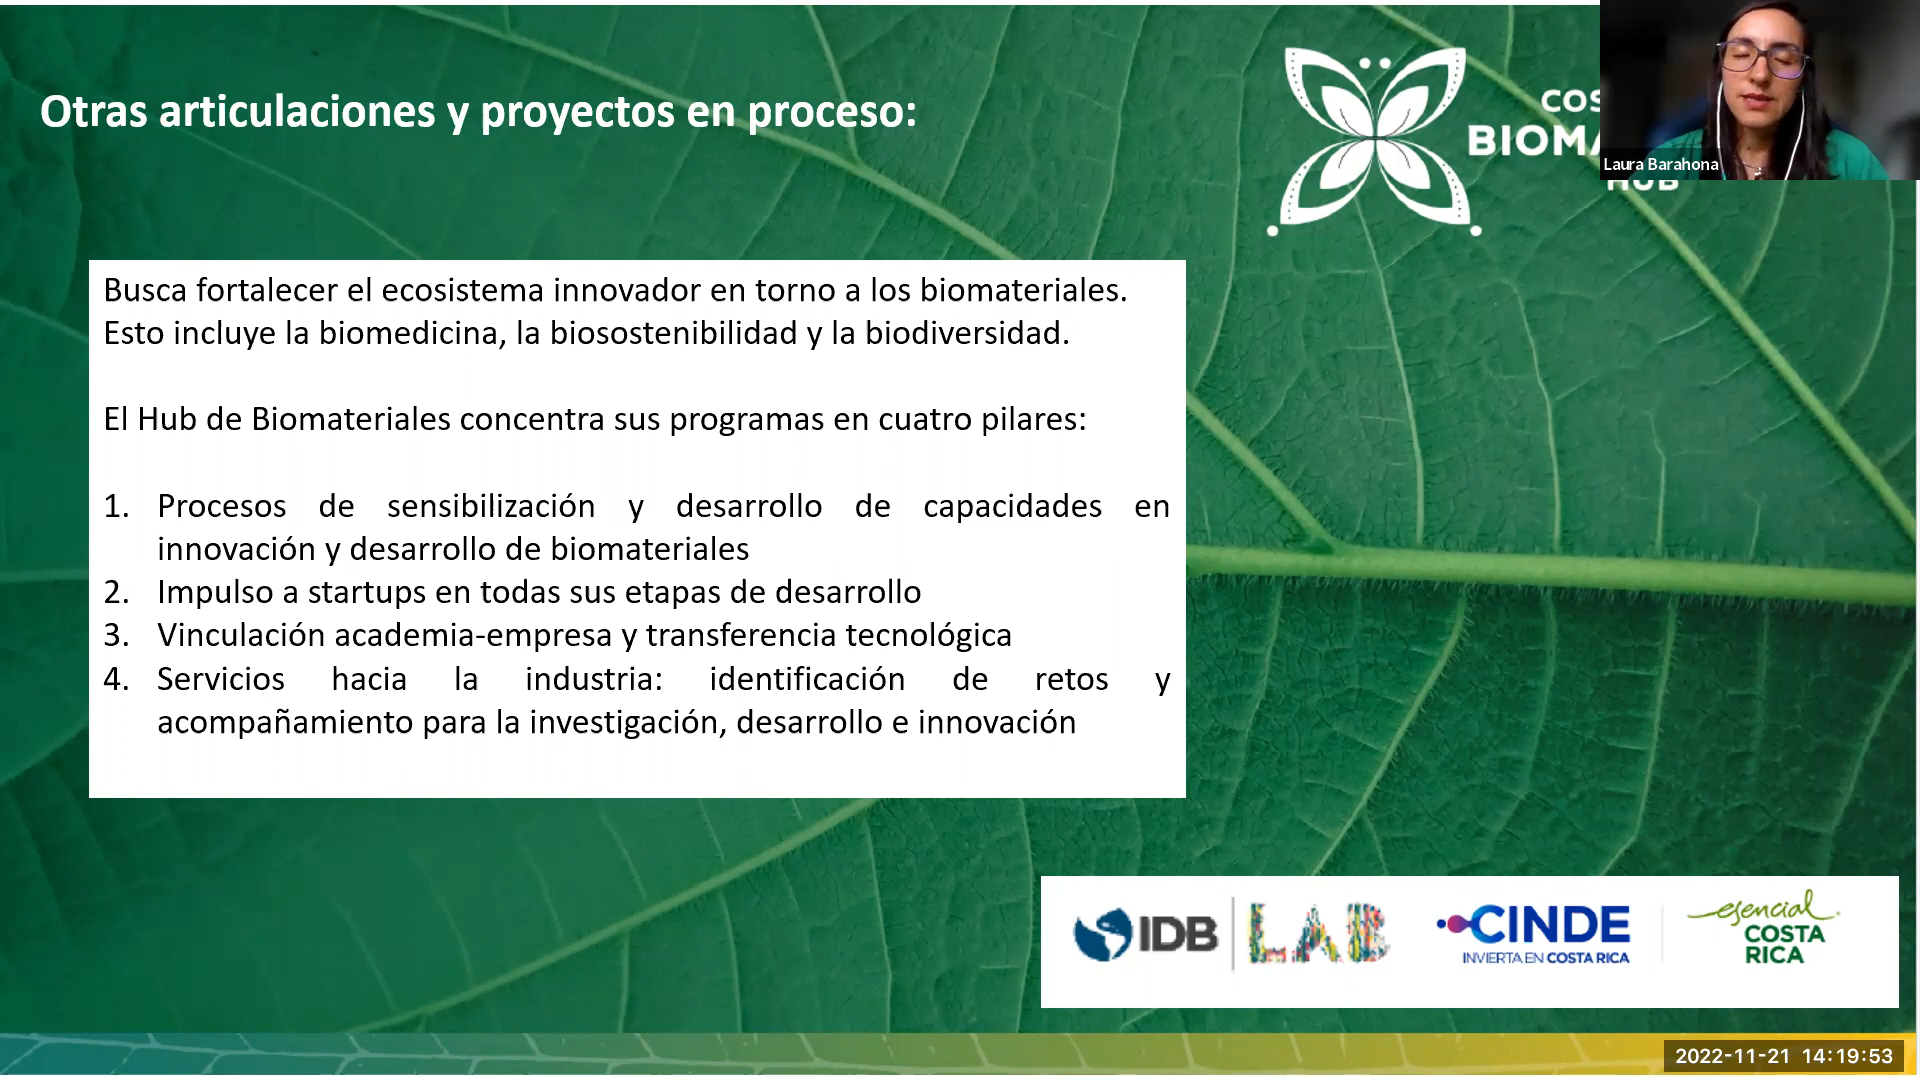 Otras articulaciones y proyectos en proceso:
BIOMA
HUB
Laura Barahona
Busca fortalecer el ecosistema innovador en torno a los biomateriales.
Esto incluye la biomedicina, la biosostenibilidad y la biodiversidad.
El Hub de Biomateriales concentra sus programas en cuatro pilares:
1. Procesos de sensibilización y desarrollo de capacidades en
innovación y desarrollo de biomateriales
2. Impulso a startups en todas sus etapas de desarrollo
3. Vinculación academia-empresa y transferencia tecnológica
4. Servicios hacia la industria: identificación de retos y
acompañamiento para la investigación, desarrollo e innovación
IDB LAB
CINDE
INVIERTA EN COSTA RICA
esencial
COSTA
RICA
2022-11-21 14:19:53